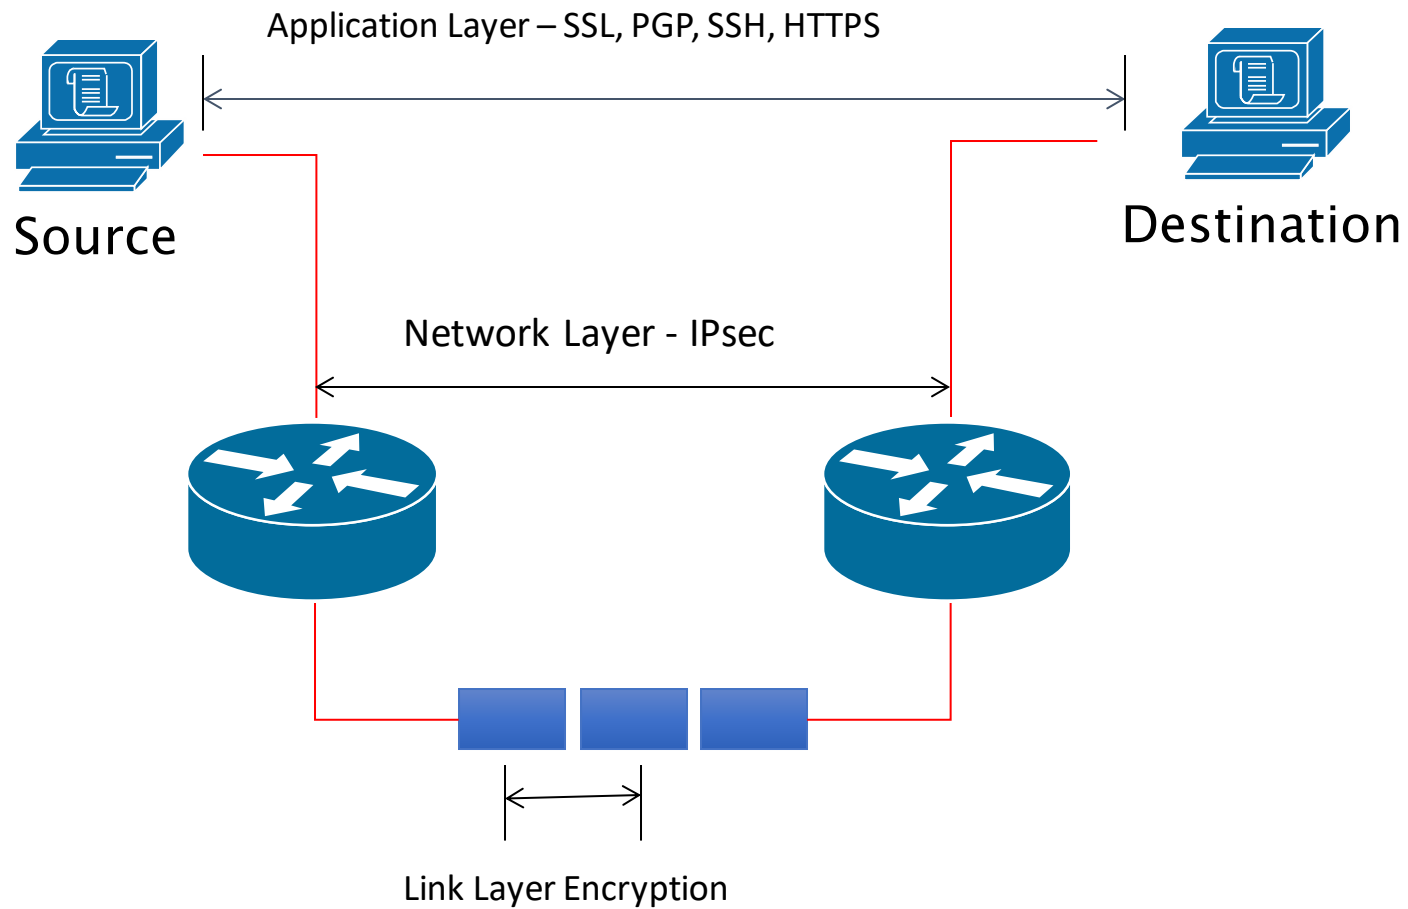 Application Layer – SSL, PGP, SSH, HTTPS
Source
Destination
Network Layer - IPsec
Link Layer Encryption